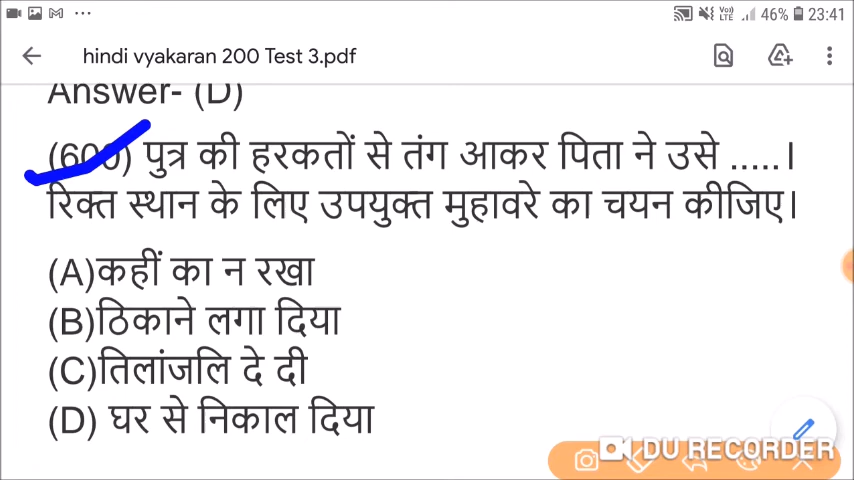 46% 23:41
hindi vyakaran 200 Test 3.pdf
Answer- (D)
(600) पुत्र की हरकतों से तंग आकर पिता ने उसे .....।
रिक्त स्थान के लिए उपयुक्त मुहावरे का चयन कीजिए।
(A)कहीं का न रखा
(B)ठिकाने लगा दिया
(C)तिलांजलि दे दी
(D) घर से निकाल दिया
DU RECORDER